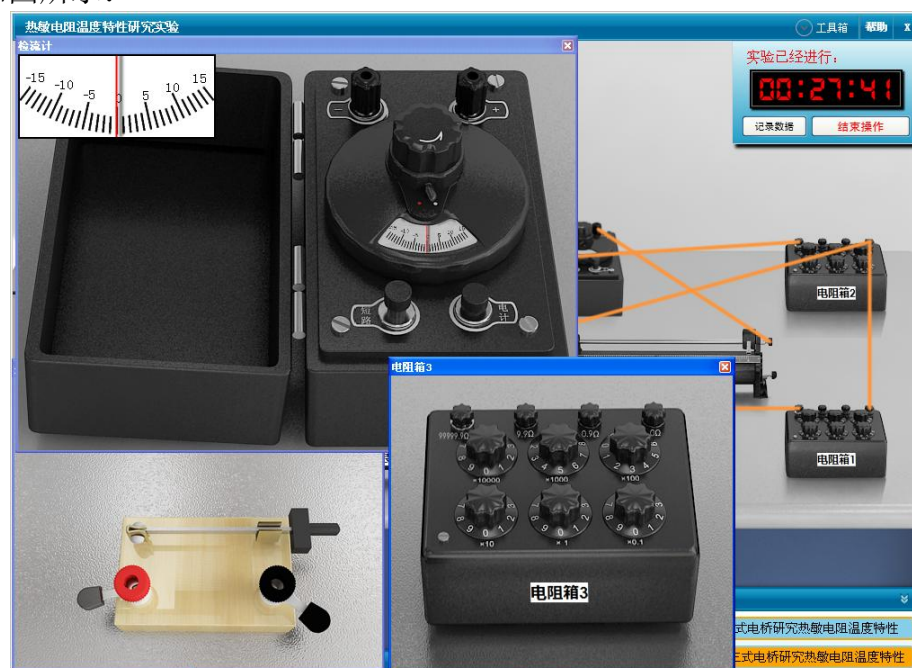 热敏电阻温度特性研究实验
工具箱 帮助 X
检流计
-15 -10 -5 0 5 10 15
实验已经进行:
00:27:41
记录数据 结束操作
- +
短路 电计
电阻箱2
电阻箱1
电阻箱3
99999.9Ω 9.9Ω 0.9Ω 0Ω
×10000 ×1000 ×100
×10 ×1 ×0.1
电阻箱3
式电桥研究热敏电阻温度特性
式电桥研究热敏电阻温度特性